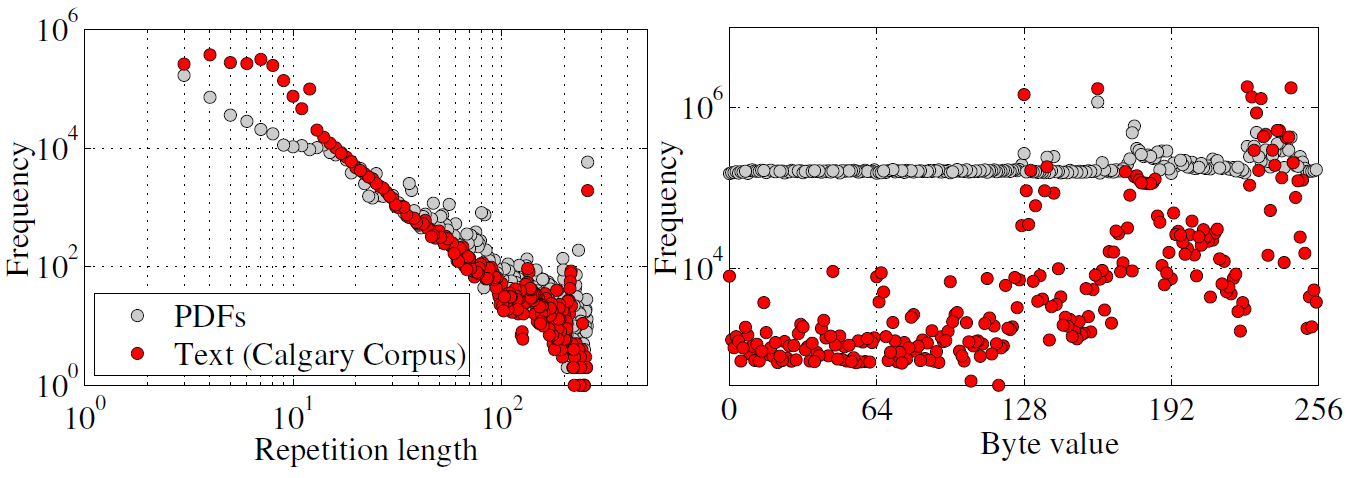 Frequency
10^6
10^4
10^2
10^0
PDFs
Text (Calgary Corpus)
10^0 10^1 10^2
Repetition length
Frequency
10^6
10^4
0 64 128 192 256
Byte value